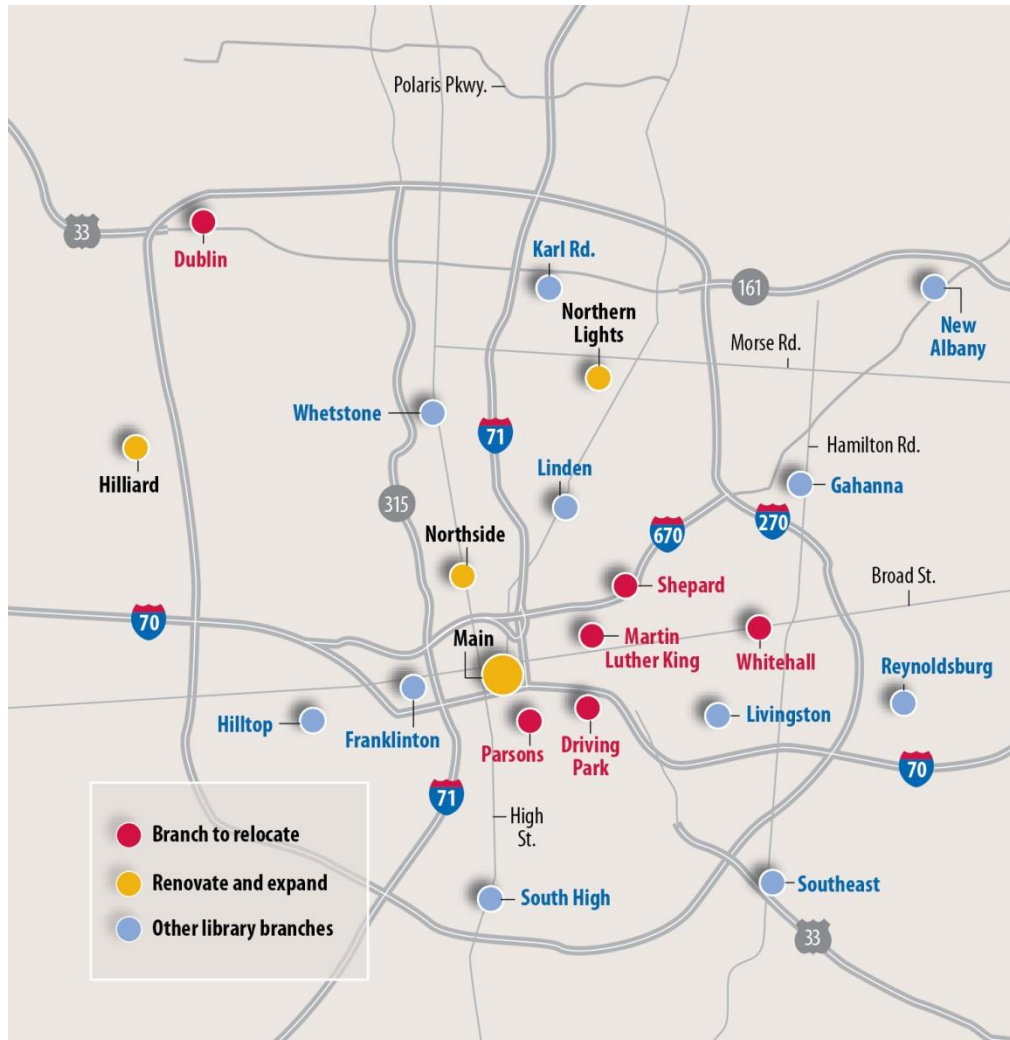 Polaris Pkwy.
33
Dublin
Karl Rd.
161
Northern
Lights
New
Albany
Morse Rd.
Whetstone
71
Hamilton Rd.
Hilliard
Linden
Gahanna
315
670
270
Northside
Shepard
Broad St.
70
Main
Martin
Luther King
Whitehall
Reynoldsburg
Hilltop
Franklinton
Parsons
Driving
Park
Livingston
70
71
High
St.
Branch to relocate
Renovate and expand
Other library branches
South High
Southeast
33